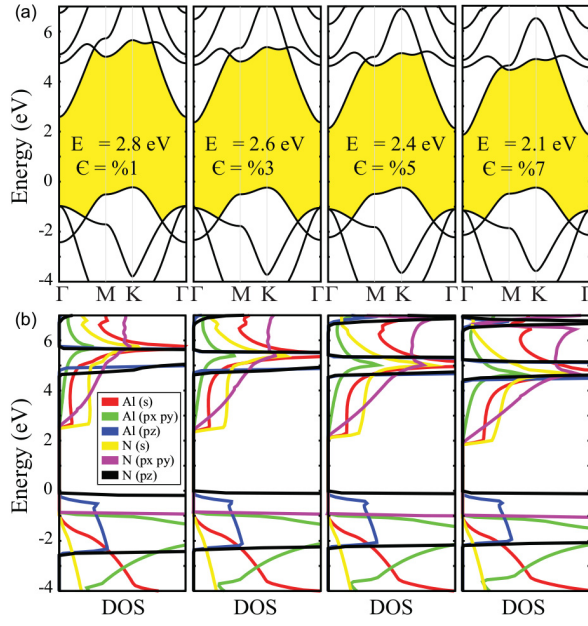 (a)
Energy (eV)
6
4
2
0
-2
-4
E = 2.8 eV
Є = %1
E = 2.6 eV
Є = %3
E = 2.4 eV
Є = %5
E = 2.1 eV
Є = %7
Γ M K Γ M K Γ M K Γ M K Γ
(b)
Energy (eV)
6
4
2
0
-2
-4
Al (s)
Al (px py)
Al (pz)
N (s)
N (px py)
N (pz)
DOS DOS DOS DOS